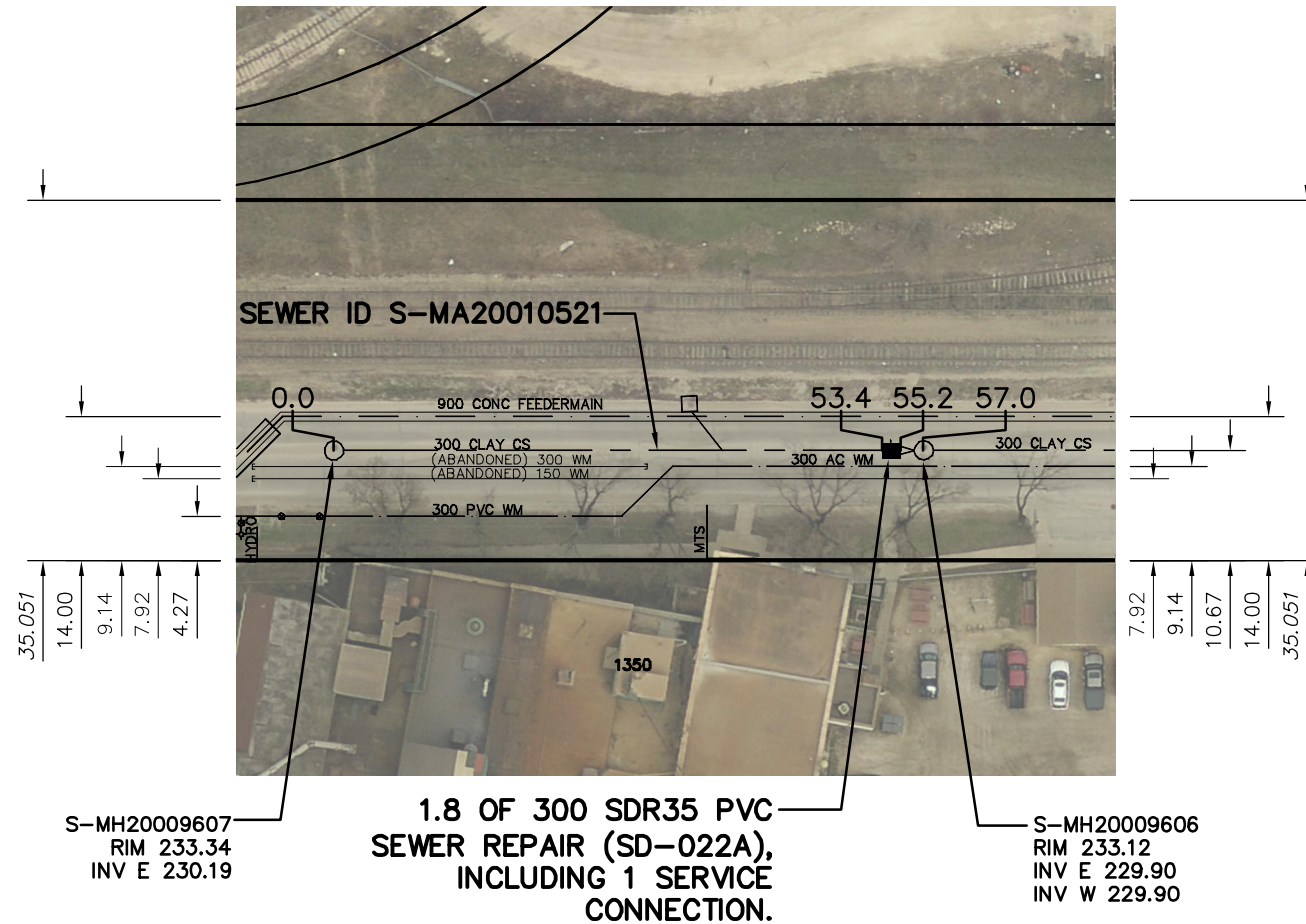 SEWER ID S-MA20010521
0.0
900 CONC FEEDERMAIN
53.4 55.2 57.0
300 CLAY CS
300 CLAY CS
(ABANDONED) 300 WM
300 AC WM
(ABANDONED) 150 WM
300 PVC WM
HYDRO
MTS
35.051
14.00
9.14
7.92
4.27
7.92
9.14
10.67
14.00
35.051
1350
S-MH20009607
RIM 233.34
INV E 230.19
1.8 OF 300 SDR35 PVC
SEWER REPAIR (SD-022A),
INCLUDING 1 SERVICE
CONNECTION.
S-MH20009606
RIM 233.12
INV E 229.90
INV W 229.90